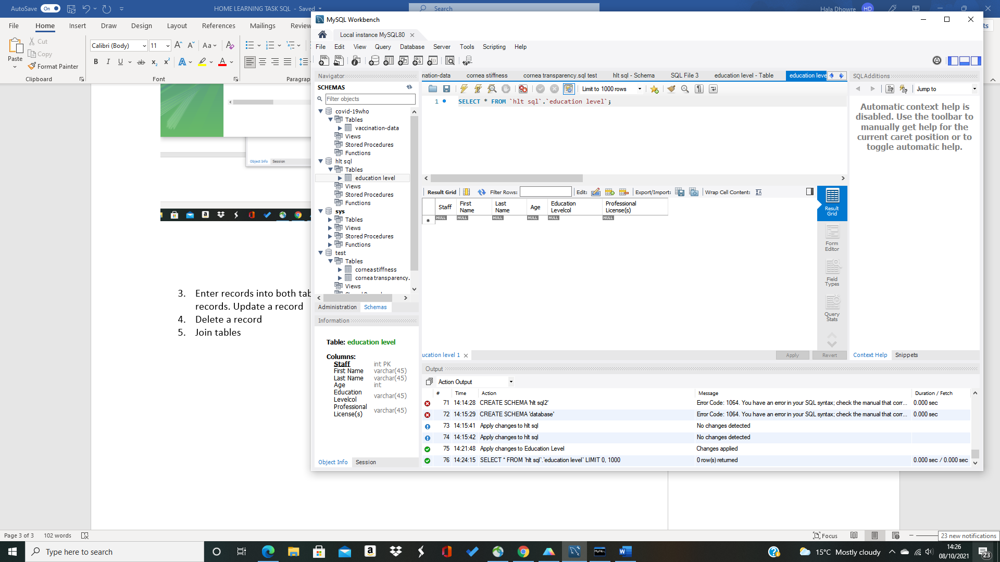 AutoSave On HOME LEARNING TASK SQL - Saved Search Hala Dhowre HD
File Home Insert Draw Design Layout References Mailings Review
Paste Cut Copy Format Painter
Calibri (Body) 11
Clipboard Font Paragrap
Object Info Session
3. Enter records into both tab
records. Update a record
4. Delete a record
5. Join tables
MySQL Workbench
Local instance MySQL80
File Edit View Query Database Server Tools Scripting Help
Navigator
SCHEMAS
Filter objects
covid-19who
Tables
vaccination-data
Views
Stored Procedures
Functions
hlt sql
Tables
education level
Views
Stored Procedures
Functions
sys
Tables
Views
Stored Procedures
Functions
test
Tables
cornea stiffness
cornea transparency.
Views
Administration Schemas
Information
Table: education level
Columns:
Staff int PK
First Name varchar(45)
Last Name varchar(45)
Age int
Education Levelcol varchar(45)
Professional License(s) varchar(45)
Object Info Session
nation-data cornea stiffness cornea transparency.sql test hlt sql - Schema SQL File 3 education level - Table education leve
Limit to 1000 rows
1 SELECT * FROM `hlt sql`.`education level`;
Result Grid Filter Rows: Edit: Export/Import: Wrap Cell Content:
Staff First Name Last Name Age Education Levelcol Professional License(s)
NULL NULL NULL NULL NULL NULL
Result Grid
Form Editor
Field Types
Query Stats
ucation level 1 Apply Revert
SQLAdditions
Jump to
Automatic context help is
disabled. Use the toolbar to
manually get help for the
current caret position or to
toggle automatic help.
Context Help Snippets
Output
Action Output
# Time Action Message Duration / Fetch
71 14:14:28 CREATE SCHEMA 'hlt sql2' Error Code: 1064. You have an error in your SQL syntax; check the manual that corr... 0.000 sec
72 14:15:29 CREATE SCHEMA 'database' Error Code: 1064. You have an error in your SQL syntax; check the manual that corr... 0.000 sec
73 14:15:41 Apply changes to hlt sql No changes detected
74 14:15:42 Apply changes to hlt sql No changes detected
75 14:21:48 Apply changes to Education Level Changes applied
76 14:24:15 SELECT * FROM `hlt sql`.`education level` LIMIT 0, 1000 0 row(s) returned 0.000 sec / 0.000 sec
Page 3 of 3 102 words Focus 23 new notifications
Type here to search 15°C Mostly cloudy 14:26
08/10/2021 23